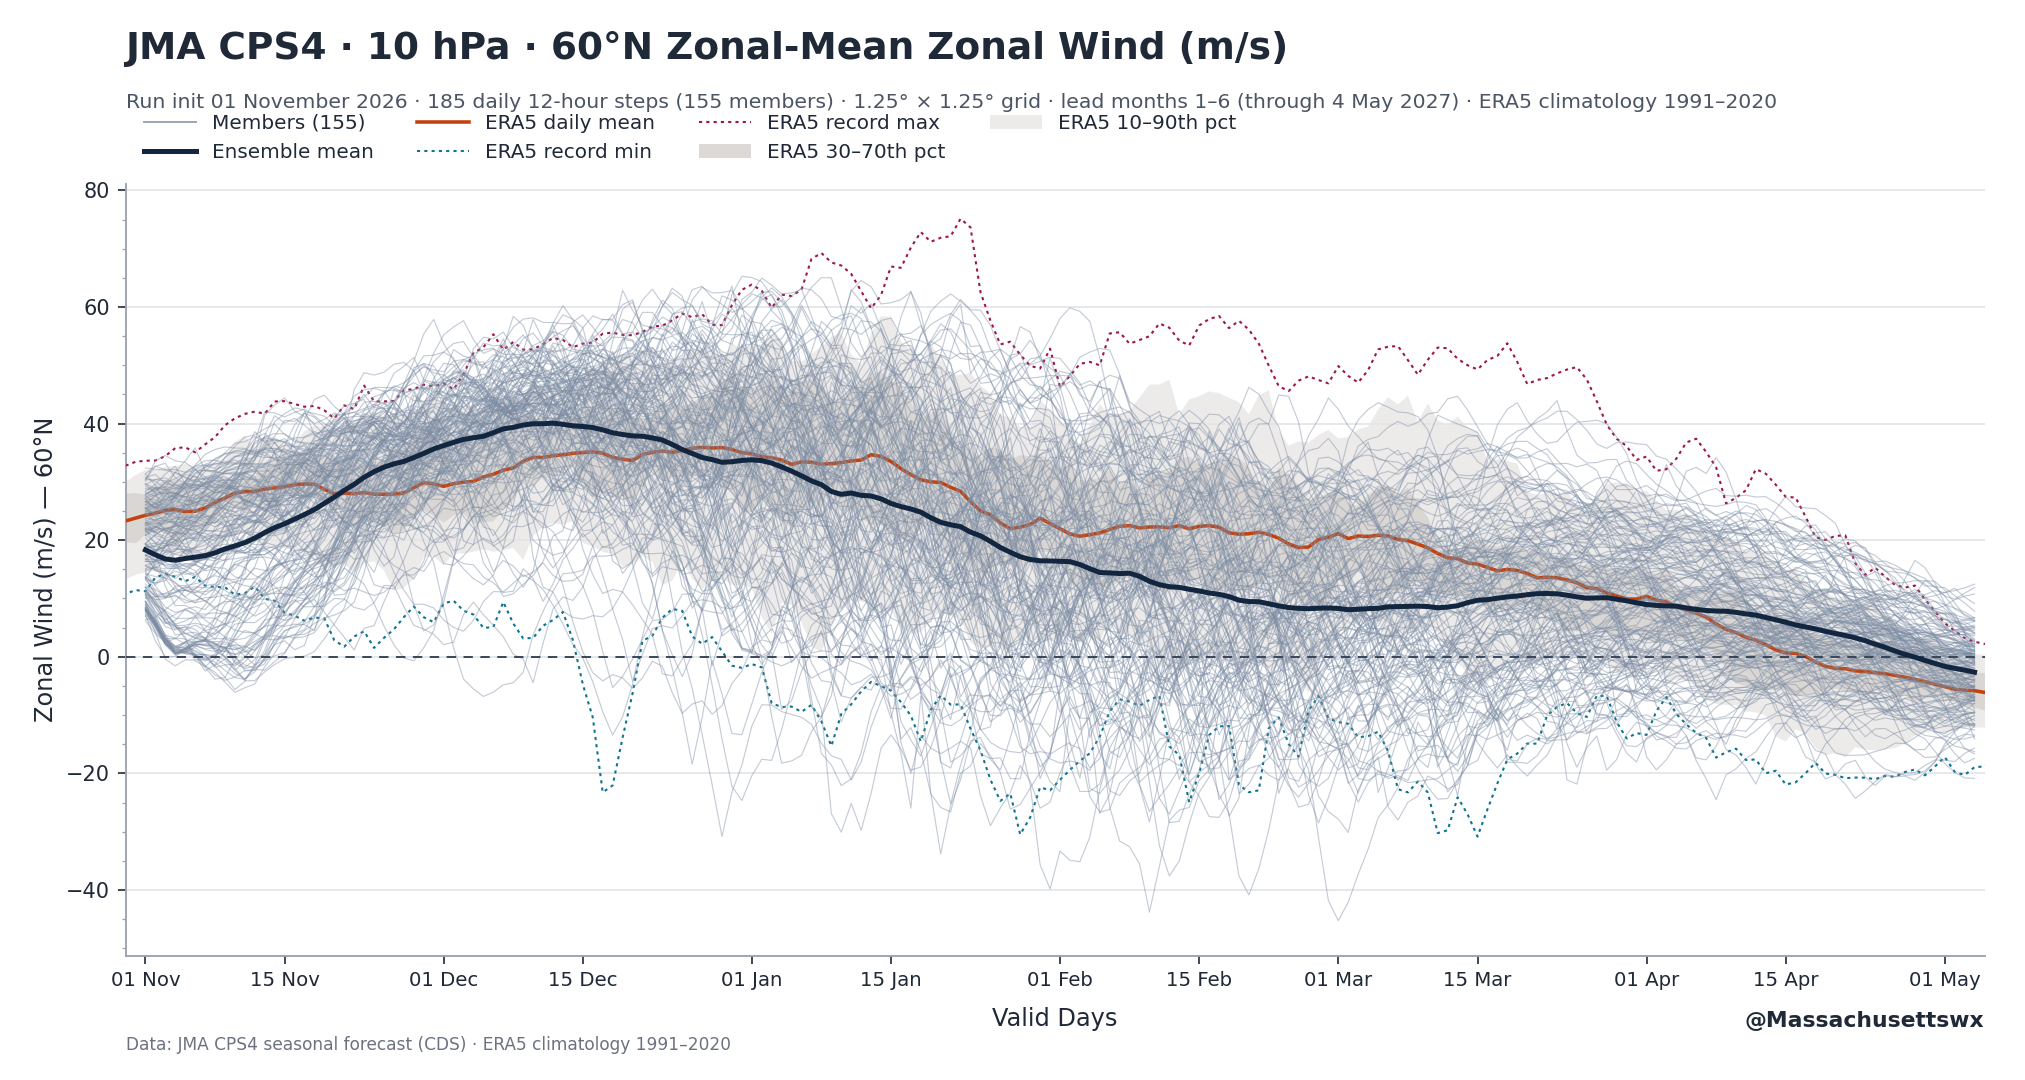 JMA CPS4 · 10 hPa · 60°N Zonal-Mean Zonal Wind (m/s)
Run init 01 November 2026 · 185 daily 12-hour steps (155 members) · 1.25° × 1.25° grid · lead months 1–6 (through 4 May 2027) · ERA5 climatology 1991–2020
Members (155) ERA5 daily mean ERA5 record max ERA5 10–90th pct
Ensemble mean ERA5 record min ERA5 30–70th pct
80
60
40
20
0
−20
−40
Zonal Wind (m/s) — 60°N
01 Nov 15 Nov 01 Dec 15 Dec 01 Jan 15 Jan 01 Feb 15 Feb 01 Mar 15 Mar 01 Apr 15 Apr 01 May
Valid Days
@Massachusettswx
Data: JMA CPS4 seasonal forecast (CDS) · ERA5 climatology 1991–2020